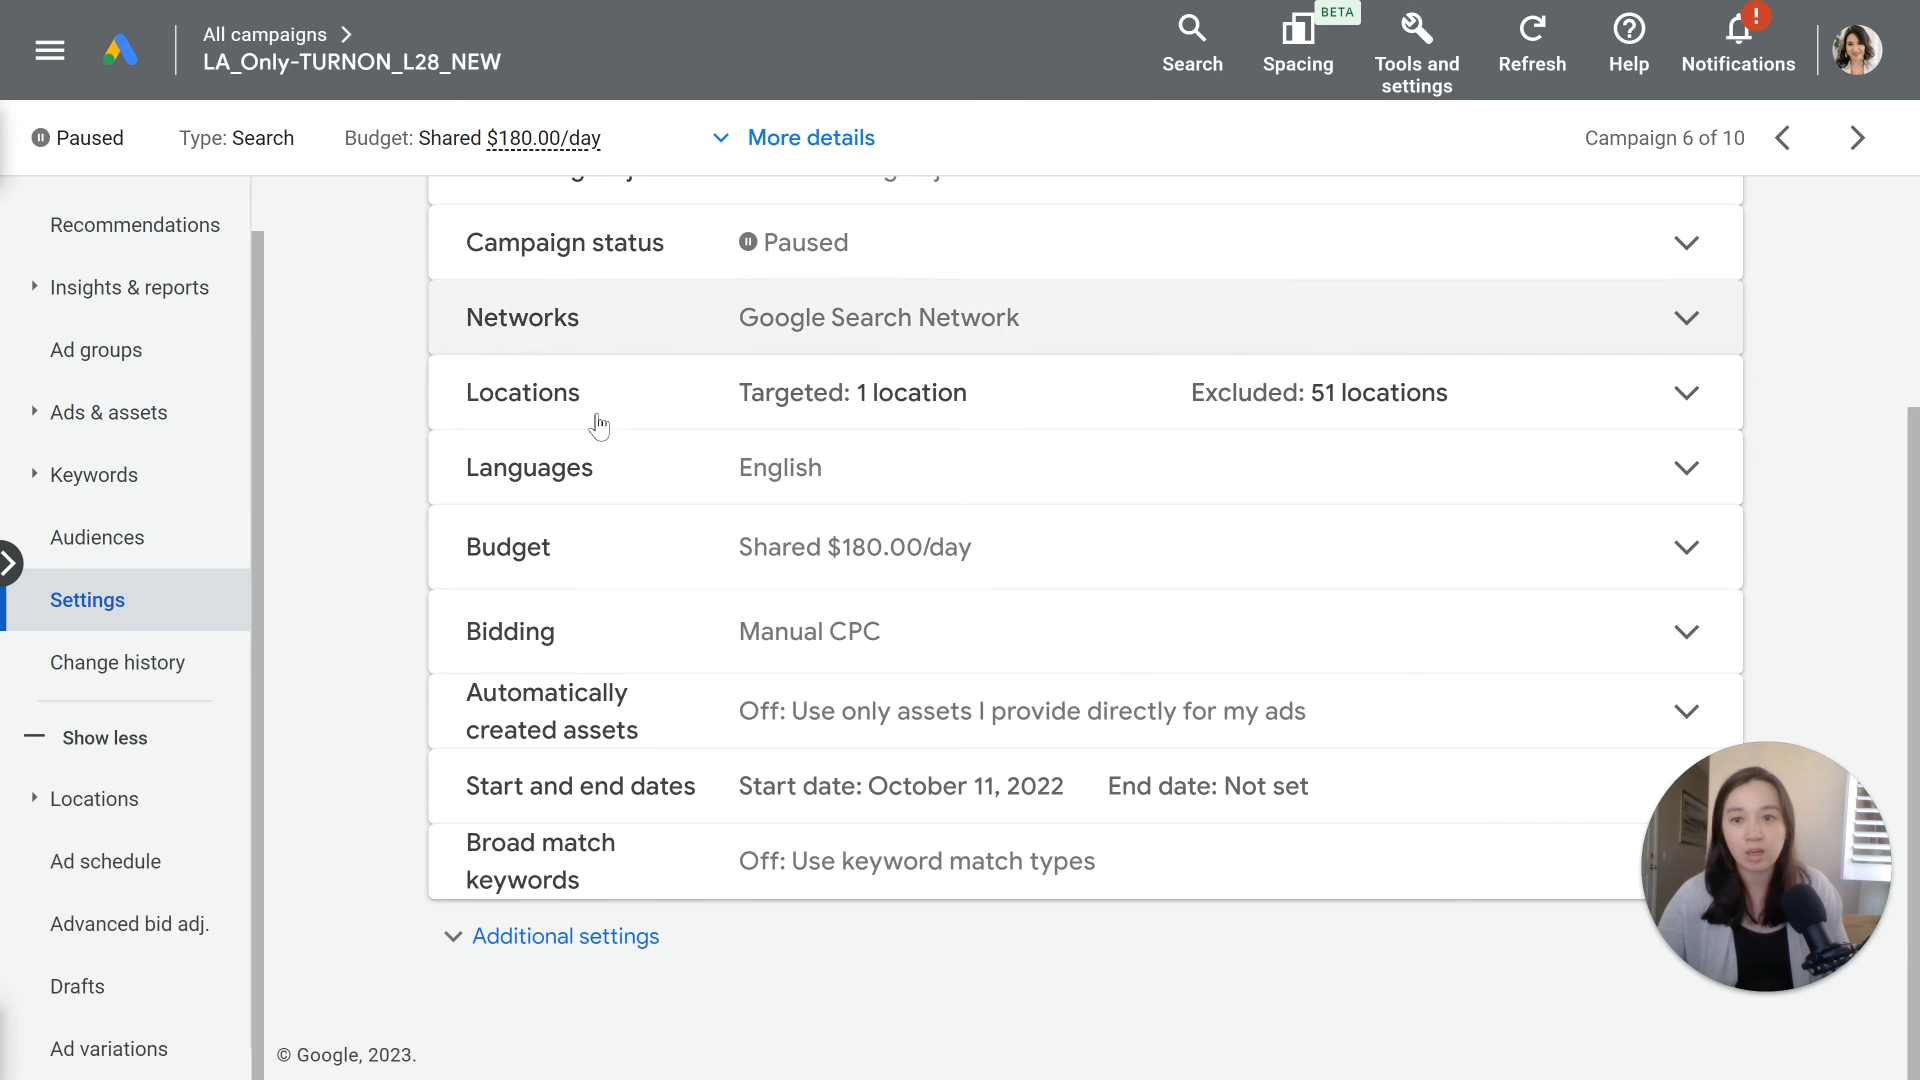 All campaigns
LA_Only-TURNON_L28_NEW
Search
BETA
Spacing
Tools and
settings
Refresh
Help
!
Notifications
Paused
Type: Search
Budget: Shared $180.00/day
More details
Campaign 6 of 10
Recommendations
Insights & reports
Ad groups
Ads & assets
Keywords
Audiences
Settings
Change history
Show less
Locations
Ad schedule
Advanced bid adj.
Drafts
Ad variations
Campaign status
Paused
Networks
Google Search Network
Locations
Targeted: 1 location
Excluded: 51 locations
Languages
English
Budget
Shared $180.00/day
Bidding
Manual CPC
Automatically
created assets
Off: Use only assets I provide directly for my ads
Start and end dates
Start date: October 11, 2022
End date: Not set
Broad match
keywords
Off: Use keyword match types
Additional settings
© Google, 2023.